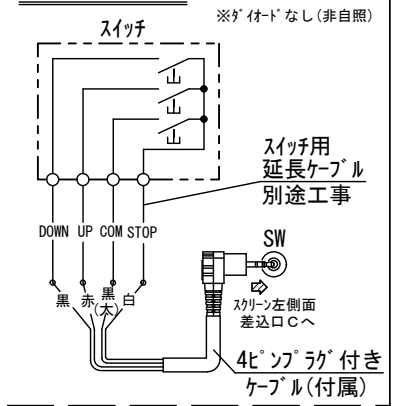 ※ﾀﾞｲｵｰﾄﾞなし(非自照)
スイッチ
スイッチ用
延長ケーブル
別途工事
DOWN UP COM STOP
SW
黒 赤 黒(太) 白
スクリーン左側面
差込口Cへ
4ピンプラグ付き
ケーブル(付属)